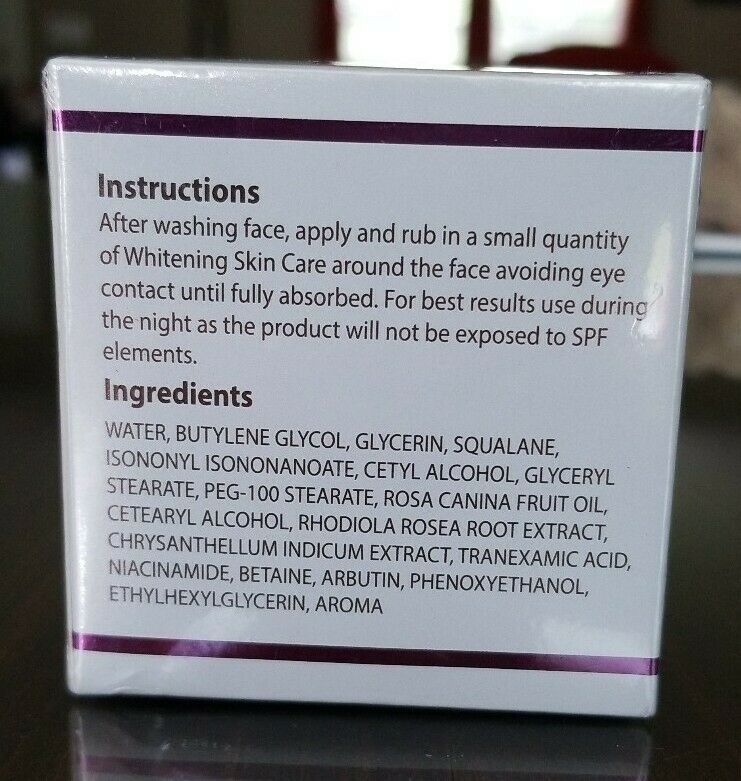 Instructions
After washing face, apply and rub in a small quantity
of Whitening Skin Care around the face avoiding eye
contact until fully absorbed. For best results use during
the night as the product will not be exposed to SPF
elements.
Ingredients
WATER, BUTYLENE GLYCOL, GLYCERIN, SQUALANE,
ISONONYL ISONONANOATE, CETYL ALCOHOL, GLYCERYL
STEARATE, PEG-100 STEARATE, ROSA CANINA FRUIT OIL,
CETEARYL ALCOHOL, RHODIOLA ROSEA ROOT EXTRACT,
CHRYSANTHELLUM INDICUM EXTRACT, TRANEXAMIC ACID,
NIACINAMIDE, BETAINE, ARBUTIN, PHENOXYETHANOL,
ETHYLHEXYLGLYCERIN, AROMA